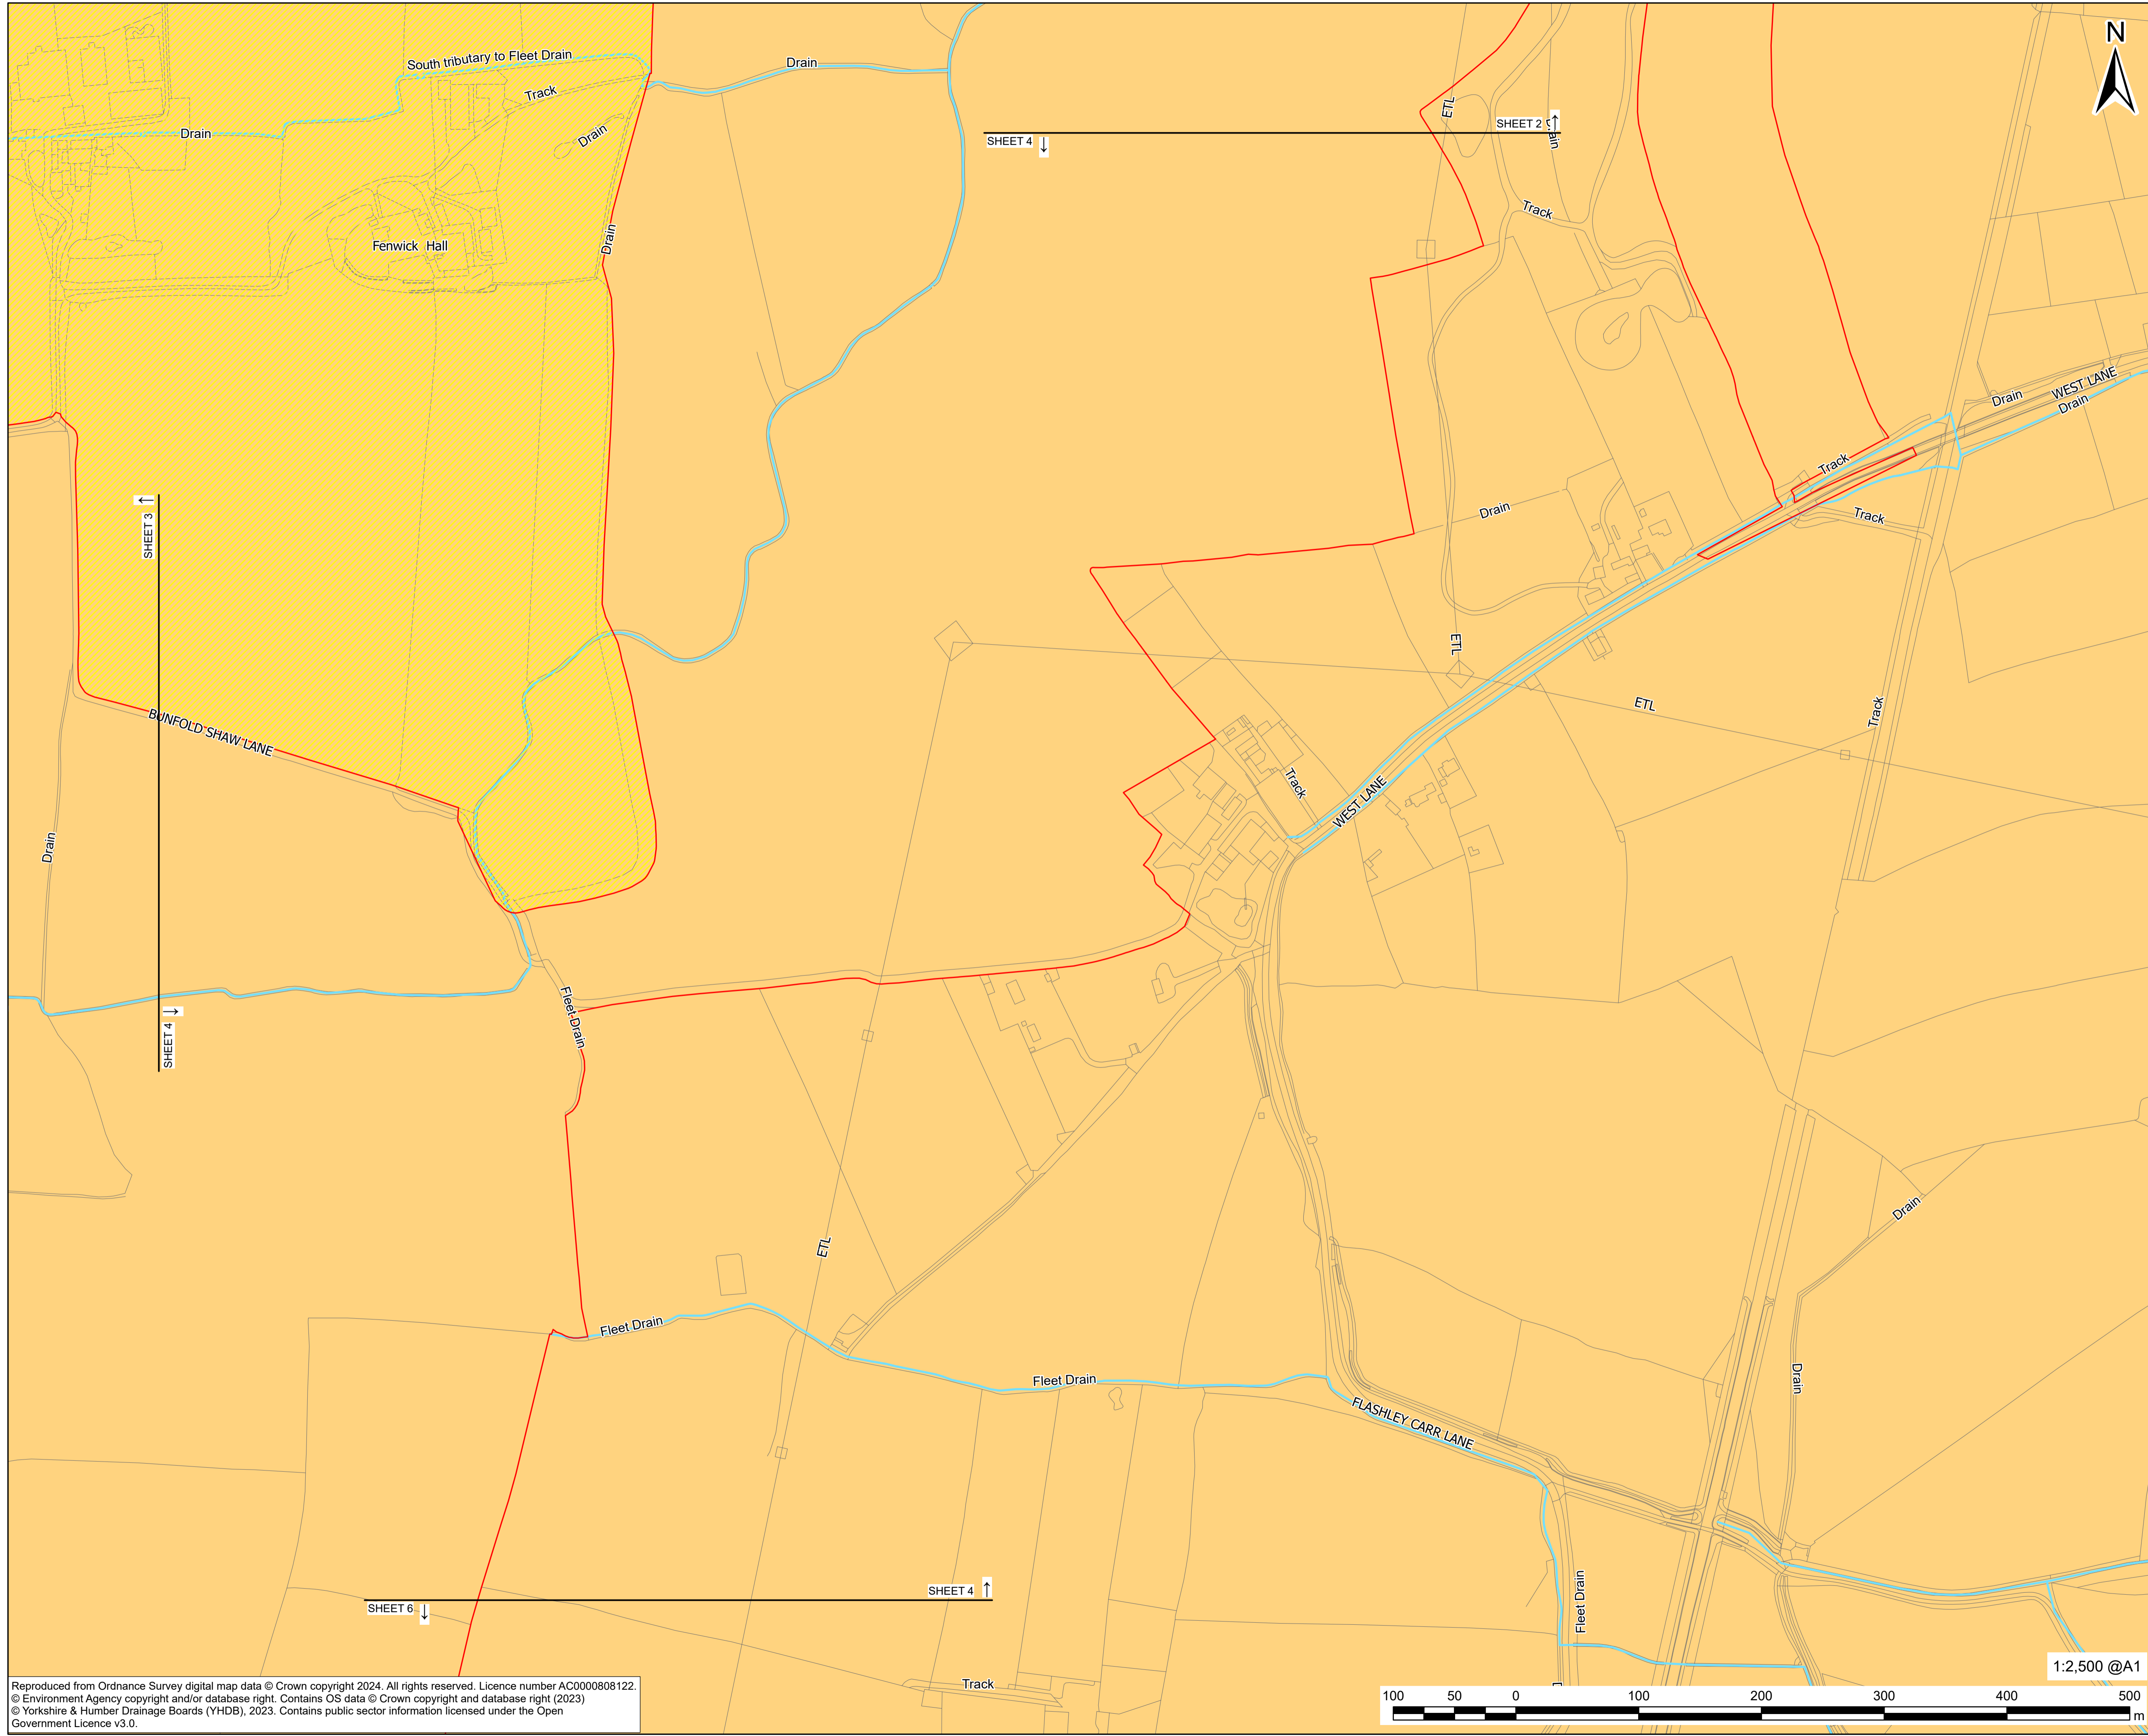 N
South tributary to Fleet Drain
Drain
Track
Drain
Drain
ETL
SHEET 2 ↑
SHEET 4 ↓
Drain
Track
Fenwick Hall
Drain
WEST LANE
Drain
Drain
Track
Track
Drain
SHEET 3
ETL
ETL
Track
BUNFOLD SHAW LANE
Track
WEST LANE
Drain
SHEET 4
Fleet Drain
Drain
ETL
Fleet Drain
Drain
Fleet Drain
FLASHLEY CARR LANE
SHEET 4 ↑
SHEET 6 ↓
Fleet Drain
Track
1:2,500 @A1
100 50 0 100 200 300 400 500
m
Reproduced from Ordnance Survey digital map data © Crown copyright 2024. All rights reserved. Licence number AC0000808122.
© Environment Agency copyright and/or database right. Contains OS data © Crown copyright and database right (2023)
© Yorkshire & Humber Drainage Boards (YHDB), 2023. Contains public sector information licensed under the Open
Government Licence v3.0.